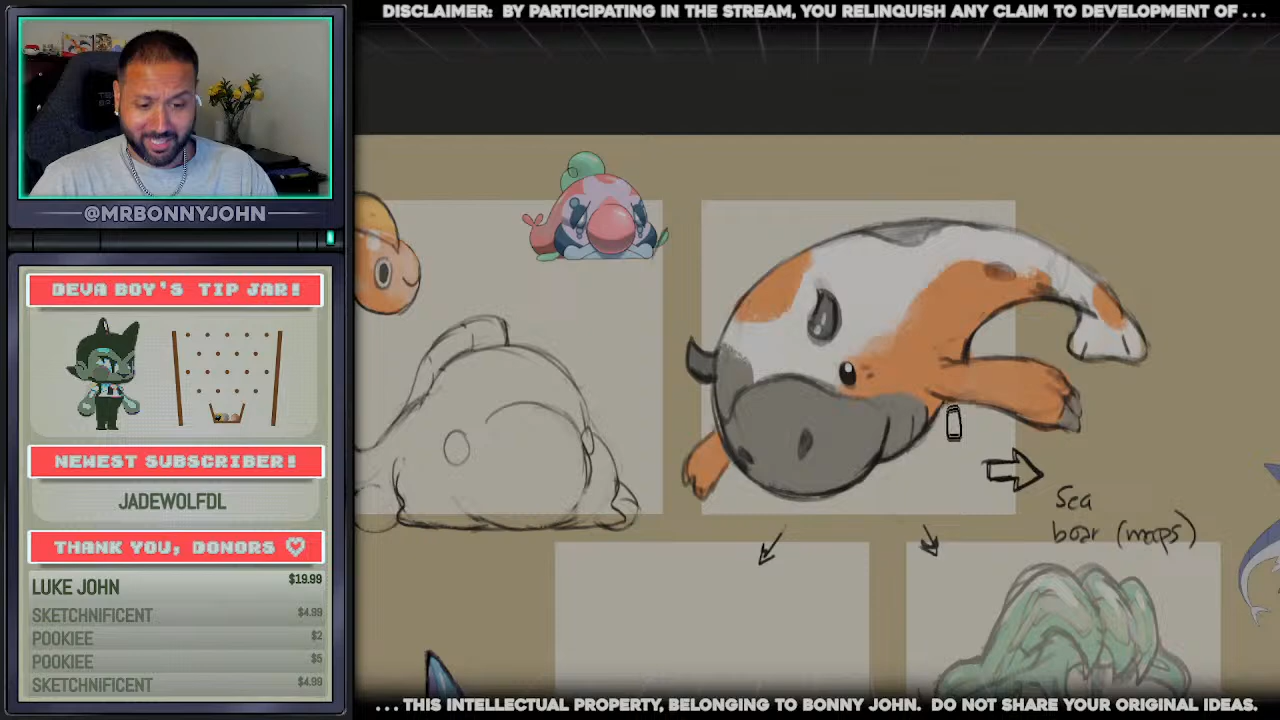 DISCLAIMER: BY PARTICIPATING IN THE STREAM, YOU RELINQUISH ANY CLAIM TO DEVELOPMENT OF . . .
@MRBONNYJOHN
DEVA BOY'S TIP JAR!
NEWEST SUBSCRIBER!
JADEWOLFDL
THANK YOU, DONORS ♡
LUKE JOHN $19.99
SKETCHNIFICENT $4.99
POOKIEE $2
POOKIEE $5
SKETCHNIFICENT $4.99
Sea
boar (maps)
. . . THIS INTELLECTUAL PROPERTY, BELONGING TO BONNY JOHN. DO NOT SHARE YOUR ORIGINAL IDEAS.